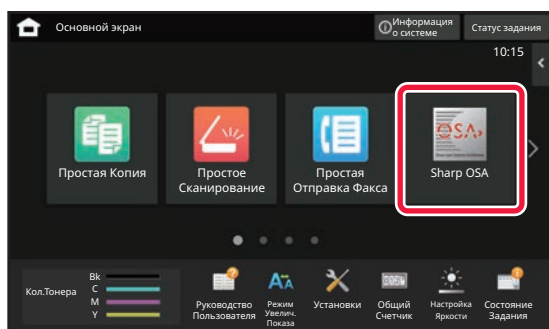 Основной экран
Информация
о системе
Статус задания
10:15
Простая Копия
Простое
Сканирование
Простая
Отправка Факса
OSA
Sharp OSA
Кол.Тонера
Bk
C
M
Y
Руководство
Пользователя
Режим
Увелич.
Показа
Установки
Общий
Счетчик
Настройка
Яркости
Состояние
Задания